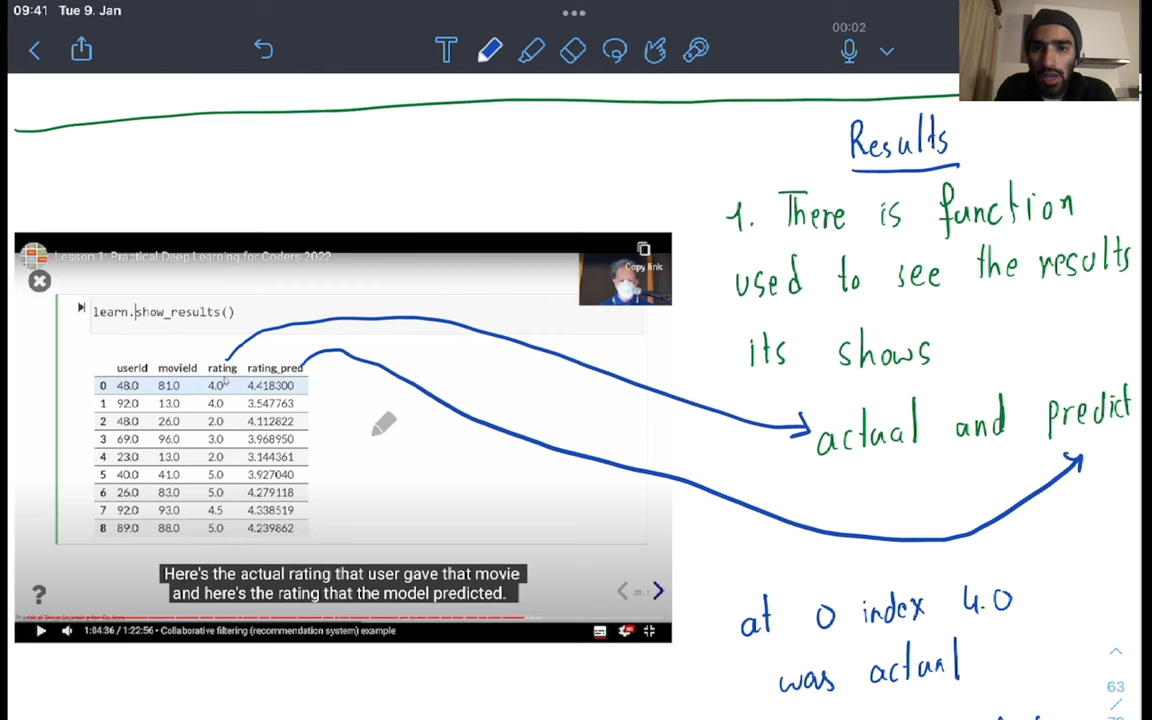 09:41 Tue 9. Jan
00:02
Results
1. There is function
used to see the results
its shows
actual and predict
at 0 index 4.0
was actual
Lesson 1: Practical Deep Learning for Coders 2022
Copy link
learn.show_results()
userId movieId rating rating_pred
0 48.0 81.0 4.0 4.418300
1 92.0 13.0 4.0 3.547763
2 48.0 26.0 2.0 4.112822
3 69.0 96.0 3.0 3.968950
4 23.0 13.0 2.0 3.144361
5 40.0 41.0 5.0 3.927040
6 26.0 83.0 5.0 4.279118
7 92.0 93.0 4.5 4.338519
8 89.0 88.0 5.0 4.239862
Here's the actual rating that user gave that movie
and here's the rating that the model predicted.
?
1:04:36 / 1:22:56 • Collaborative filtering (recommendation system) example
63
/